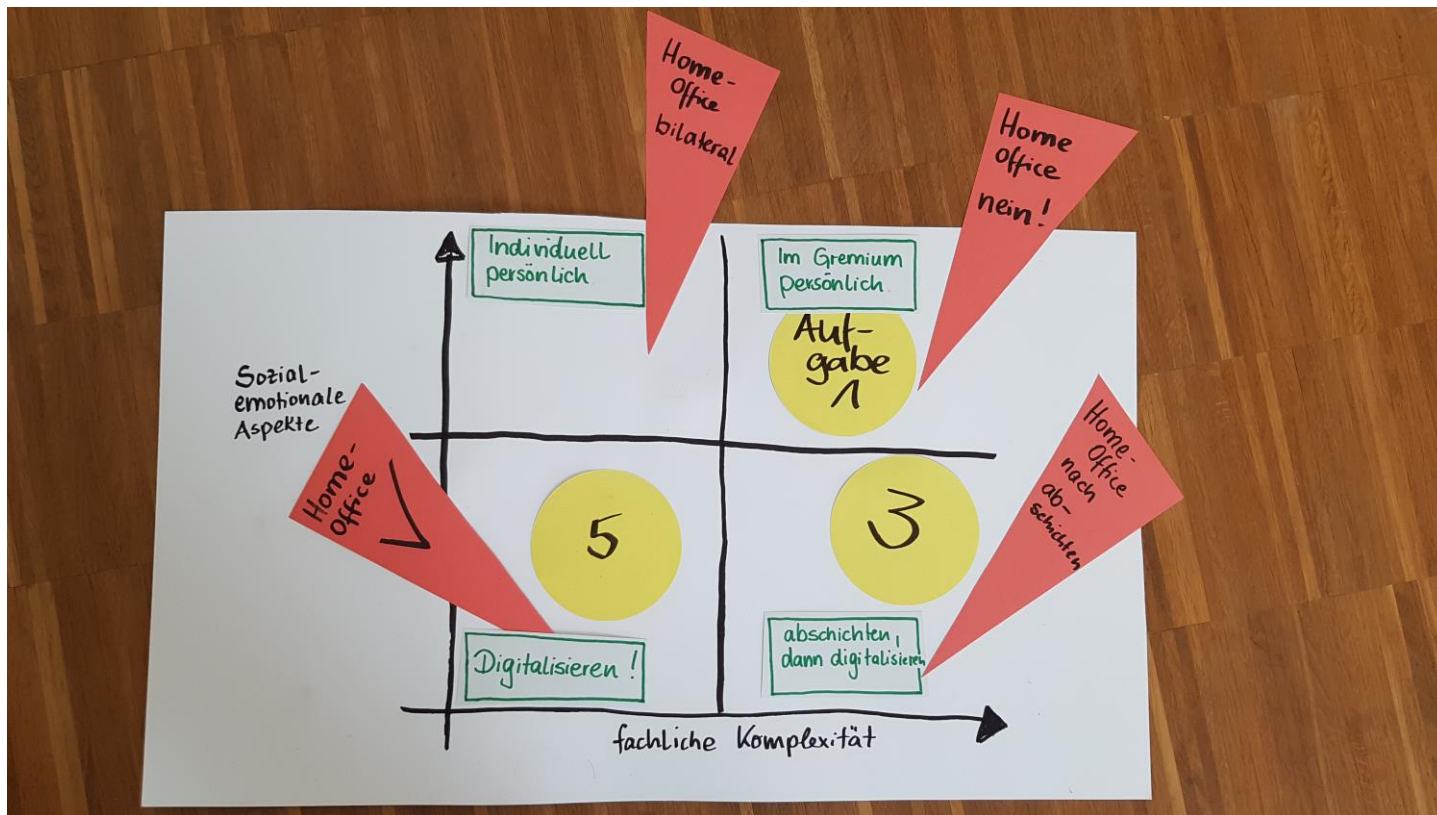 Home-
Office
bilateral
Home
office
nein!
Individuell
persönlich
Im Gremium
persönlich
Auf-
gabe
1
Sozial-
emotionale
Aspekte
Home-
Office
5
3
Home-
Office
nach
ab-
schichten
Digitalisieren!
abschichten,
dann digitalisieren
fachliche Komplexität